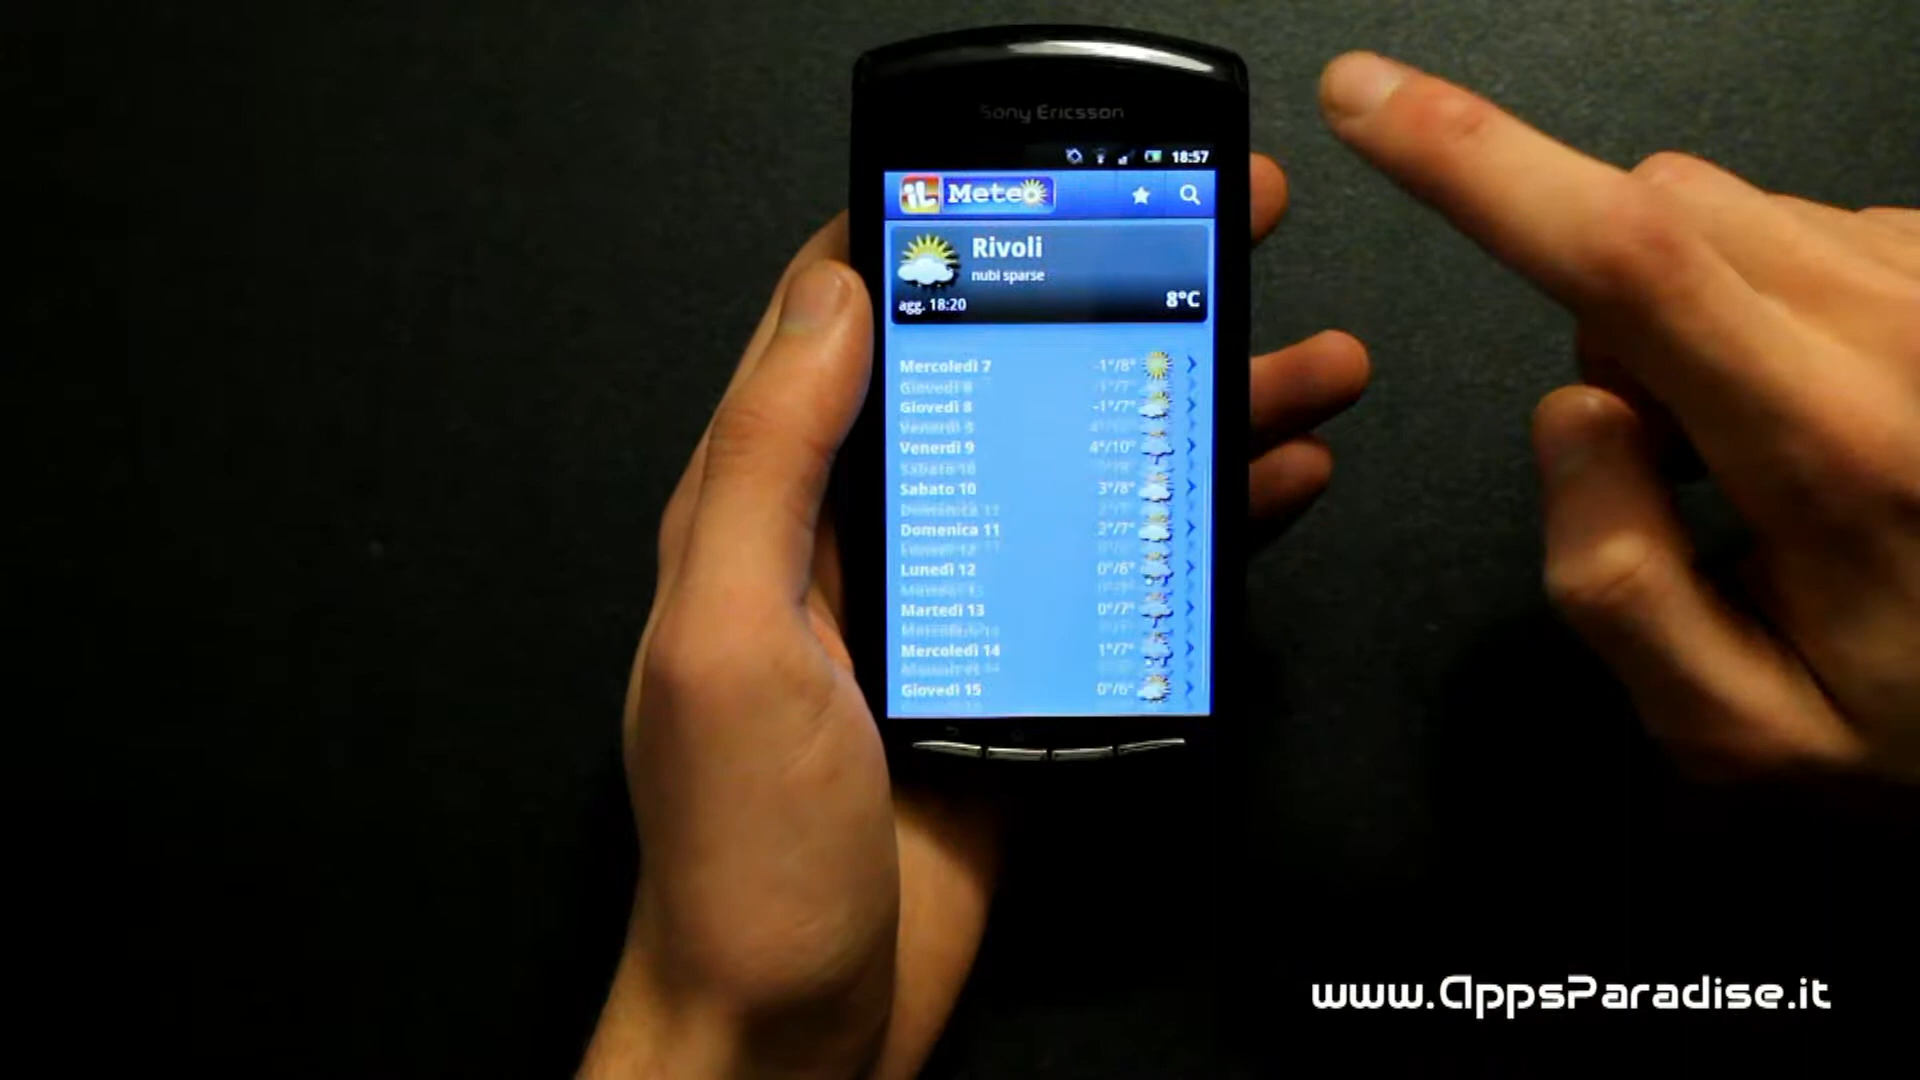 Sony Ericsson
18:57
iL Meteo
Rivoli
nubi sparse
agg. 18:20
8°C
Mercoledì 7 -1°/8°
Giovedì 8 -1°/7°
Venerdì 9 4°/10°
Sabato 10 3°/8°
Domenica 11 2°/7°
Lunedì 12 0°/6°
Martedì 13 0°/7°
Mercoledì 14 1°/7°
Giovedì 15 0°/6°
www.AppsParadise.it